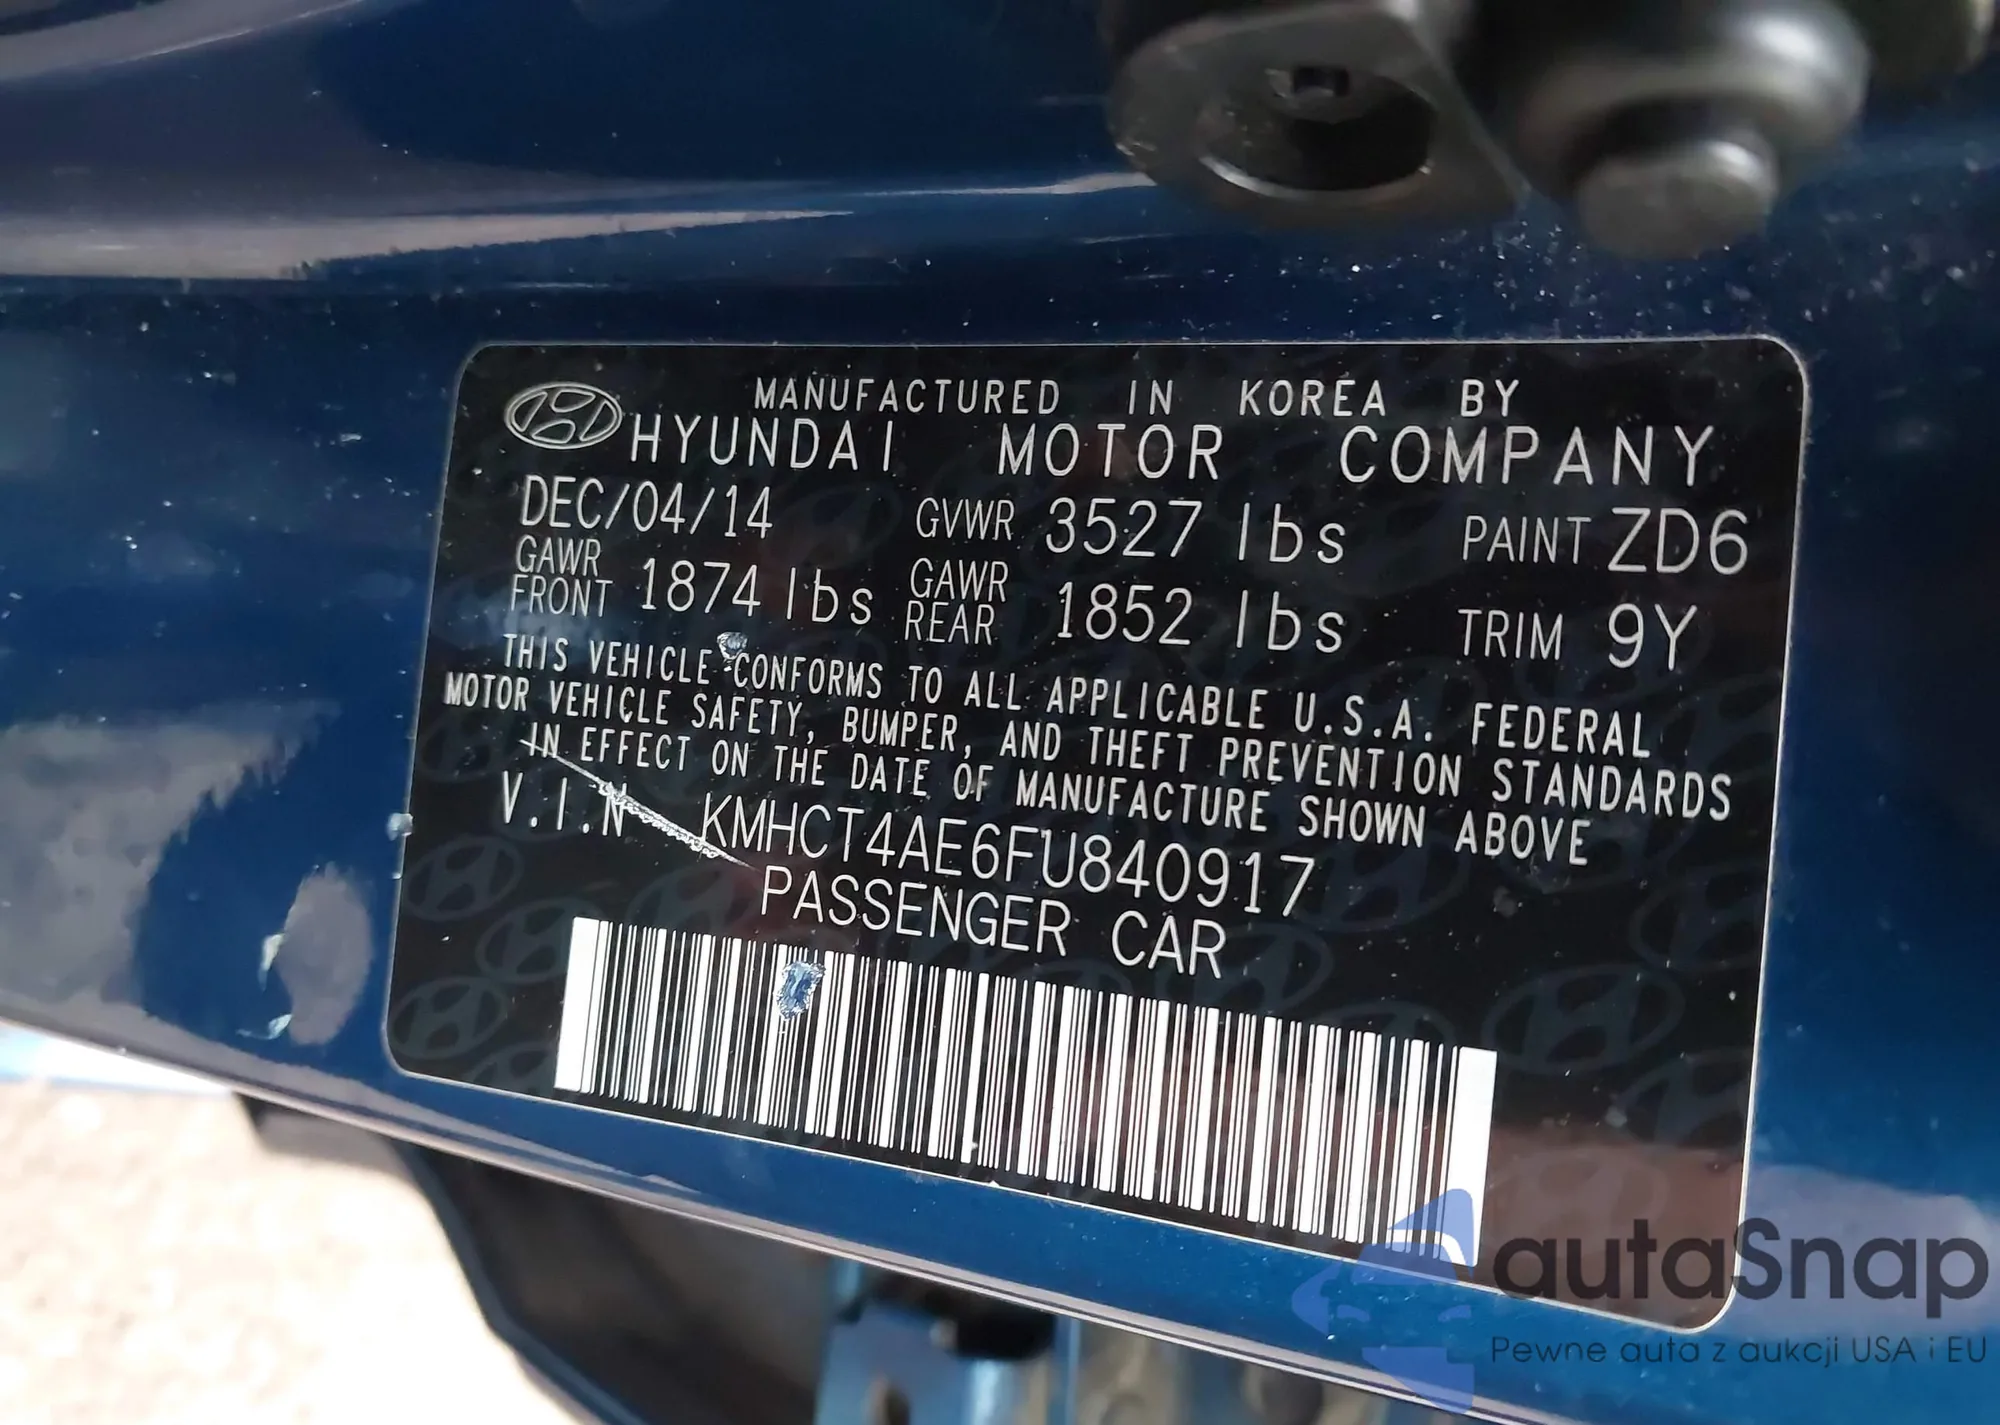 MANUFACTURED IN KOREA BY
HYUNDAI MOTOR COMPANY
DEC/04/14 GVWR 3527 lbs PAINT ZD6
GAWR FRONT 1874 lbs GAWR REAR 1852 lbs TRIM 9Y
THIS VEHICLE CONFORMS TO ALL APPLICABLE U.S.A. FEDERAL
MOTOR VEHICLE SAFETY, BUMPER, AND THEFT PREVENTION STANDARDS
IN EFFECT ON THE DATE OF MANUFACTURE SHOWN ABOVE
V.I.N KMHCT4AE6FU840917
PASSENGER CAR
autaSnap
Pewne auta z aukcji USA i EU